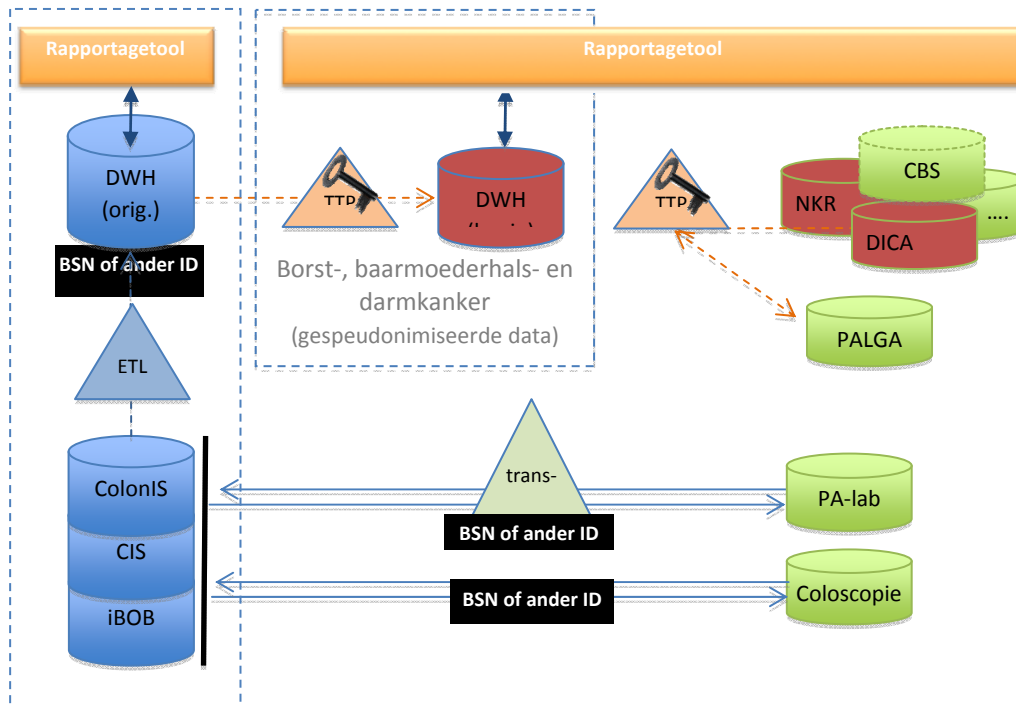 Rapportagetool
Rapportagetool
DWH
(orig.)
BSN of ander ID
TTP
DWH
TTP
CBS
NKR
....
DICA
Borst-, baarmoederhals- en
darmkanker
(gespeudonimiseerde data)
PALGA
ETL
ColonIS
CIS
iBOB
trans-
BSN of ander ID
BSN of ander ID
PA-lab
Coloscopie